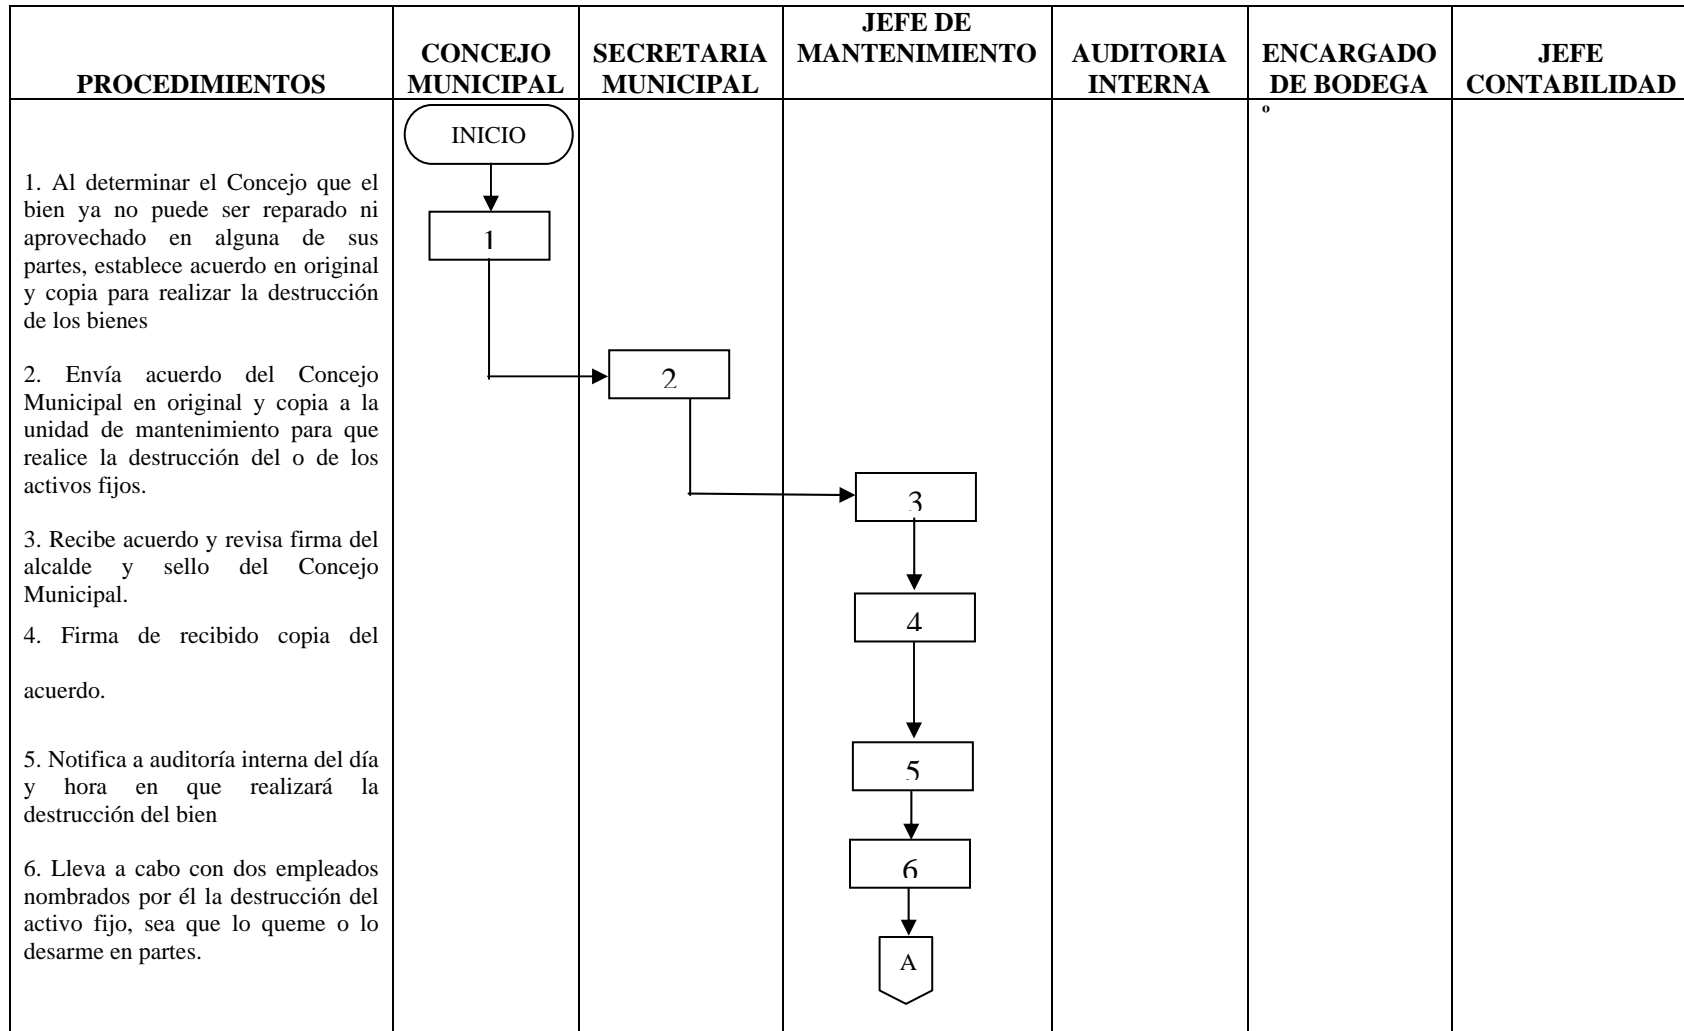 PROCEDIMIENTOS
CONCEJO
MUNICIPAL
SECRETARIA
MUNICIPAL
JEFE DE
MANTENIMIENTO
AUDITORIA
INTERNA
ENCARGADO
DE BODEGA
JEFE
CONTABILIDAD
º
INICIO
1. Al determinar el Concejo que el
bien ya no puede ser reparado ni
aprovechado en alguna de sus
partes, establece acuerdo en original
y copia para realizar la destrucción
de los bienes
1
2. Envía acuerdo del Concejo
Municipal en original y copia a la
unidad de mantenimiento para que
realice la destrucción del o de los
activos fijos.
2
3. Recibe acuerdo y revisa firma del
alcalde y sello del Concejo
Municipal.
3
4. Firma de recibido copia del
acuerdo.
4
5. Notifica a auditoría interna del día
y hora en que realizará la
destrucción del bien
5
6. Lleva a cabo con dos empleados
nombrados por él la destrucción del
activo fijo, sea que lo queme o lo
desarme en partes.
6
A